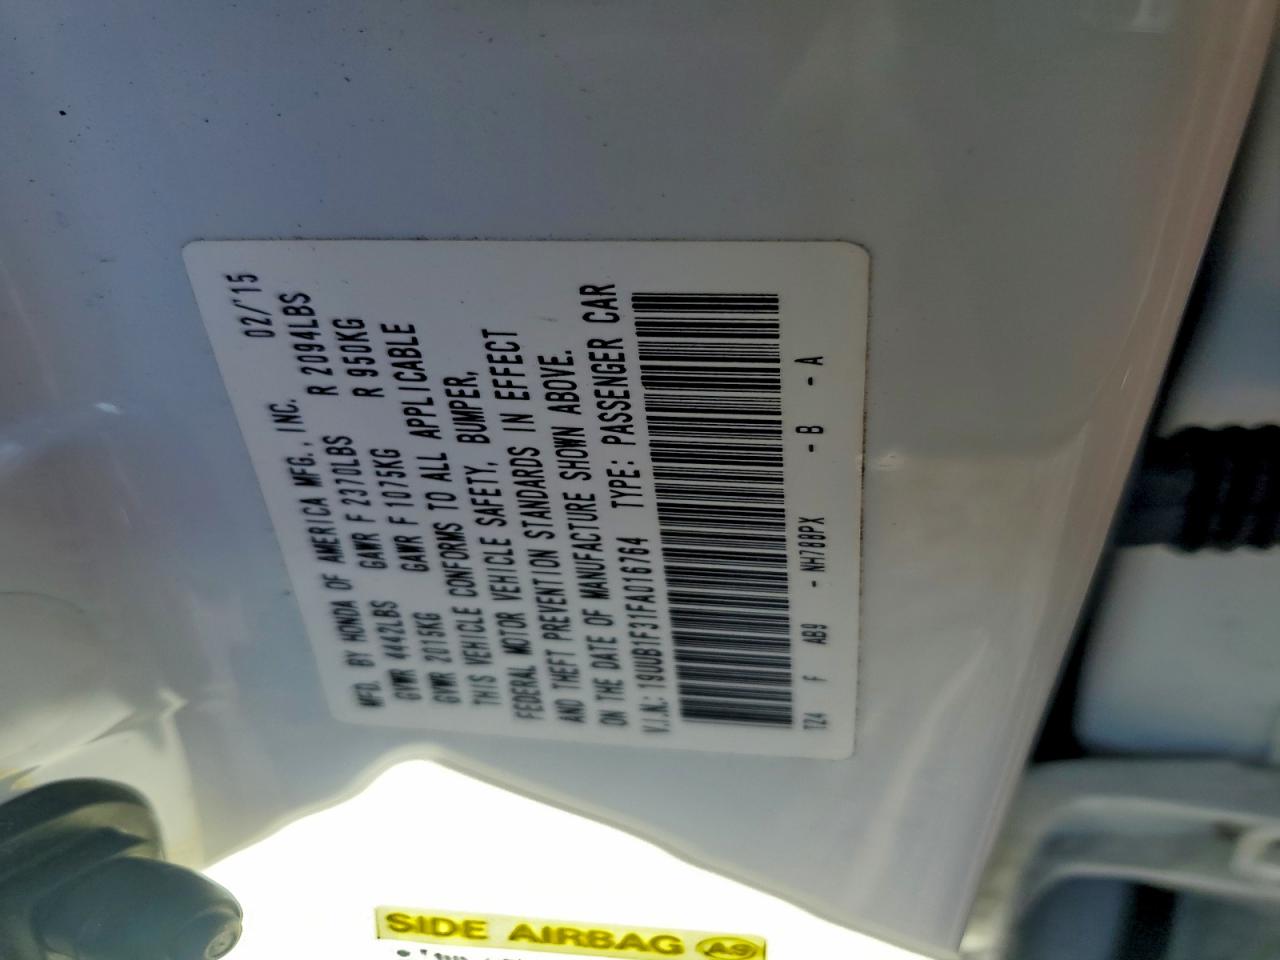 MFD. BY HONDA OF AMERICA MFG., INC. 02/'15
GVWR 4442LBS GAWR F 2370LBS R 2094LBS
GVWR 2015KG GAWR F 1075KG R 950KG
THIS VEHICLE CONFORMS TO ALL APPLICABLE
FEDERAL MOTOR VEHICLE SAFETY, BUMPER,
AND THEFT PREVENTION STANDARDS IN EFFECT
ON THE DATE OF MANUFACTURE SHOWN ABOVE.
V.I.N.: 19UUB1F31FA016764 TYPE: PASSENGER CAR
TZ4 F AB9 - NH788PX - B - A
SIDE AIRBAG A9